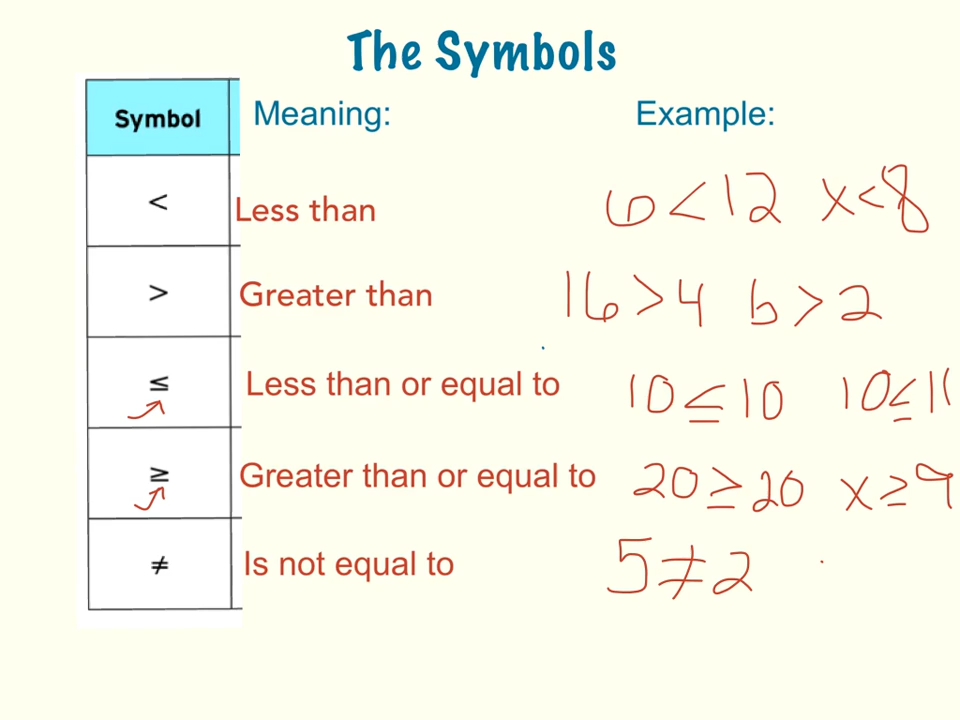 The Symbols
Symbol Meaning: Example:
< Less than 6 < 12 x < 8
> Greater than 16 > 4 b > 2
≤ Less than or equal to 10 ≤ 10 10 ≤ 11
≥ Greater than or equal to 20 ≥ 20 x ≥ 9
≠ Is not equal to 5 ≠ 2